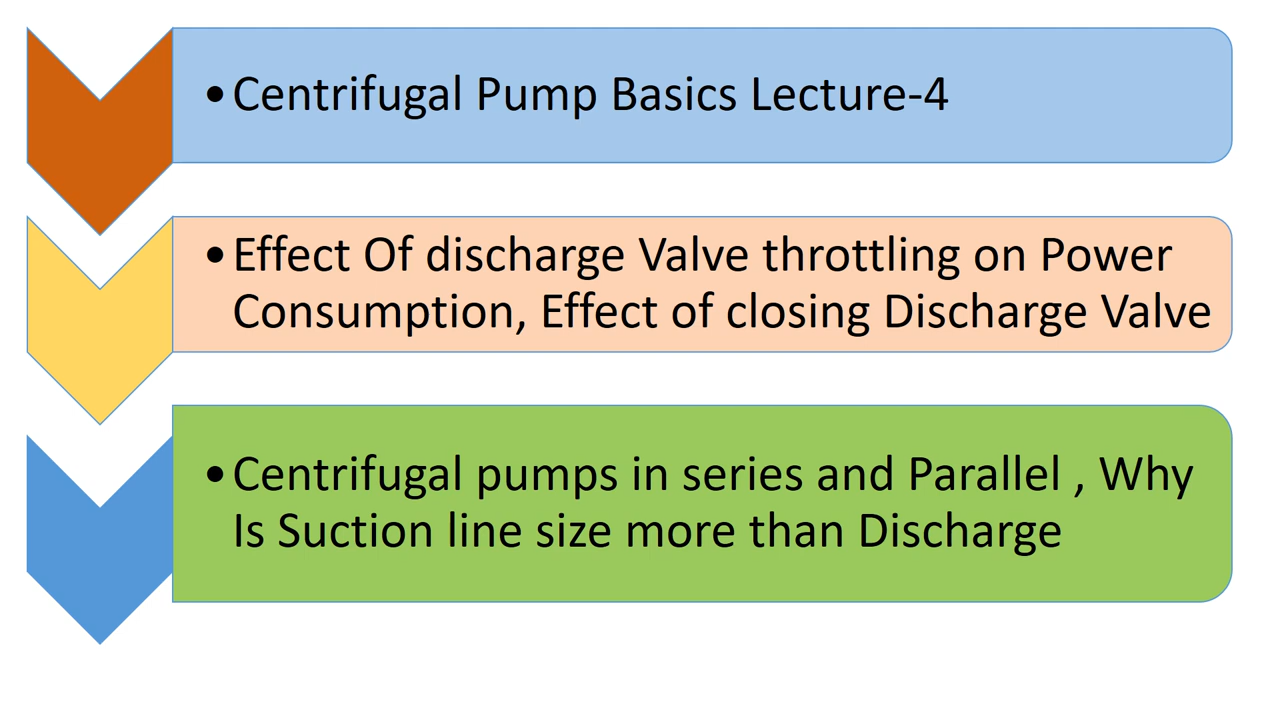 •Centrifugal Pump Basics Lecture-4
•Effect Of discharge Valve throttling on Power
Consumption, Effect of closing Discharge Valve
•Centrifugal pumps in series and Parallel , Why
Is Suction line size more than Discharge